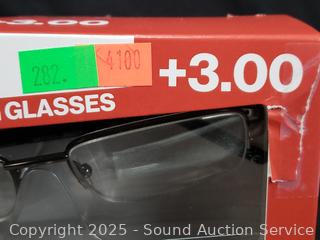 +3.00
282. 4100 +3.00
GLASSES
Copyright 2025 - Sound Auction Service